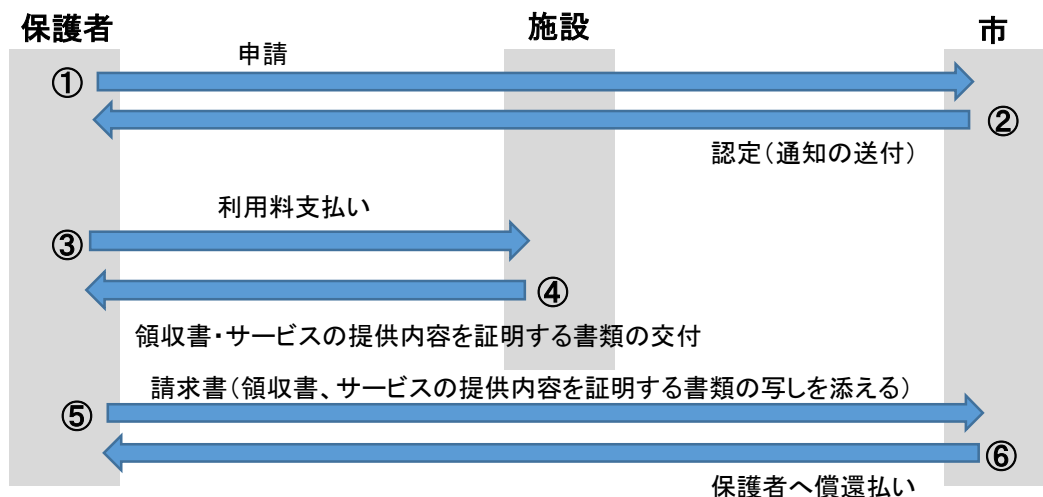 保護者
施設
市
申請
①
②
認定(通知の送付)
利用料支払い
③
④
領収書・サービスの提供内容を証明する書類の交付
請求書(領収書、サービスの提供内容を証明する書類の写しを添える)
⑤
⑥
保護者へ償還払い